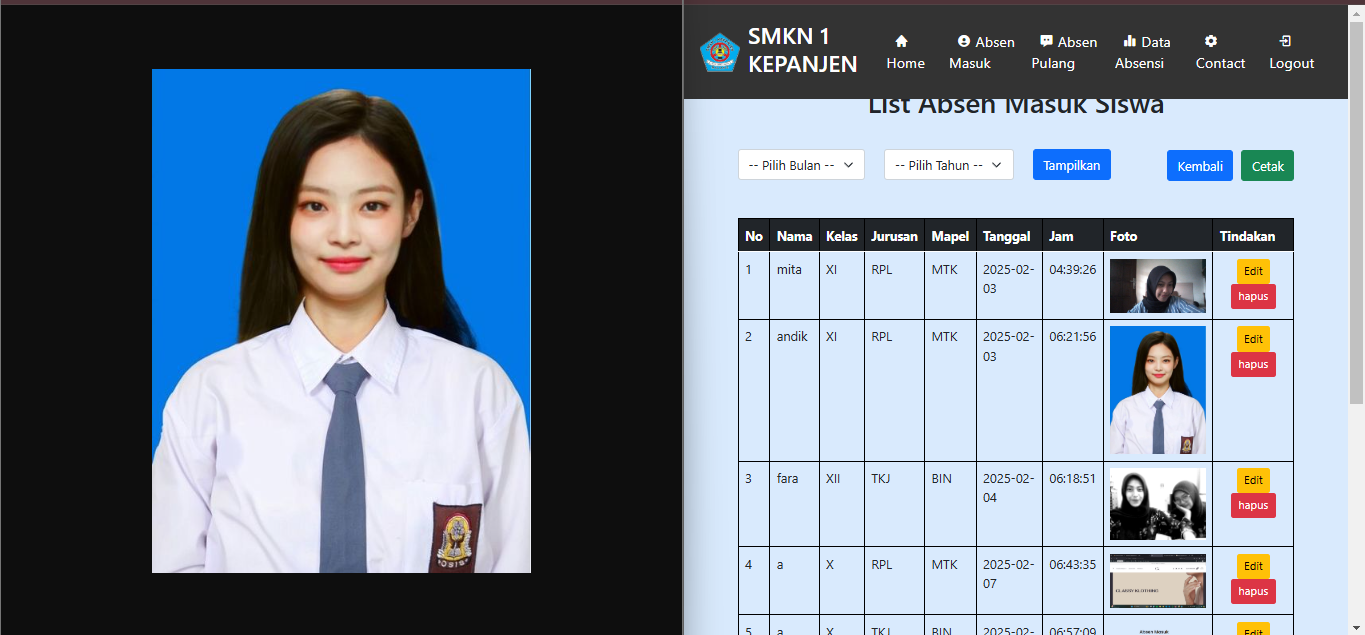 OSIS
SMKN 1
KEPANJEN
Home
Absen
Masuk
Absen
Pulang
Data
Absensi
Contact
Logout
List Absen Masuk Siswa
-- Pilih Bulan --
-- Pilih Tahun --
Tampilkan
Kembali
Cetak
No Nama Kelas Jurusan Mapel Tanggal Jam Foto Tindakan
1 mita XI RPL MTK 2025-02-03 04:39:26 Edit
hapus
2 andik XI RPL MTK 2025-02-03 06:21:56 Edit
hapus
3 fara XII TKJ BIN 2025-02-04 06:18:51 Edit
hapus
4 a X RPL MTK 2025-02-07 06:43:35 Edit
hapus
5 a X TKJ BIN 2025-02- 06:57:09 Absen Masuk Edit